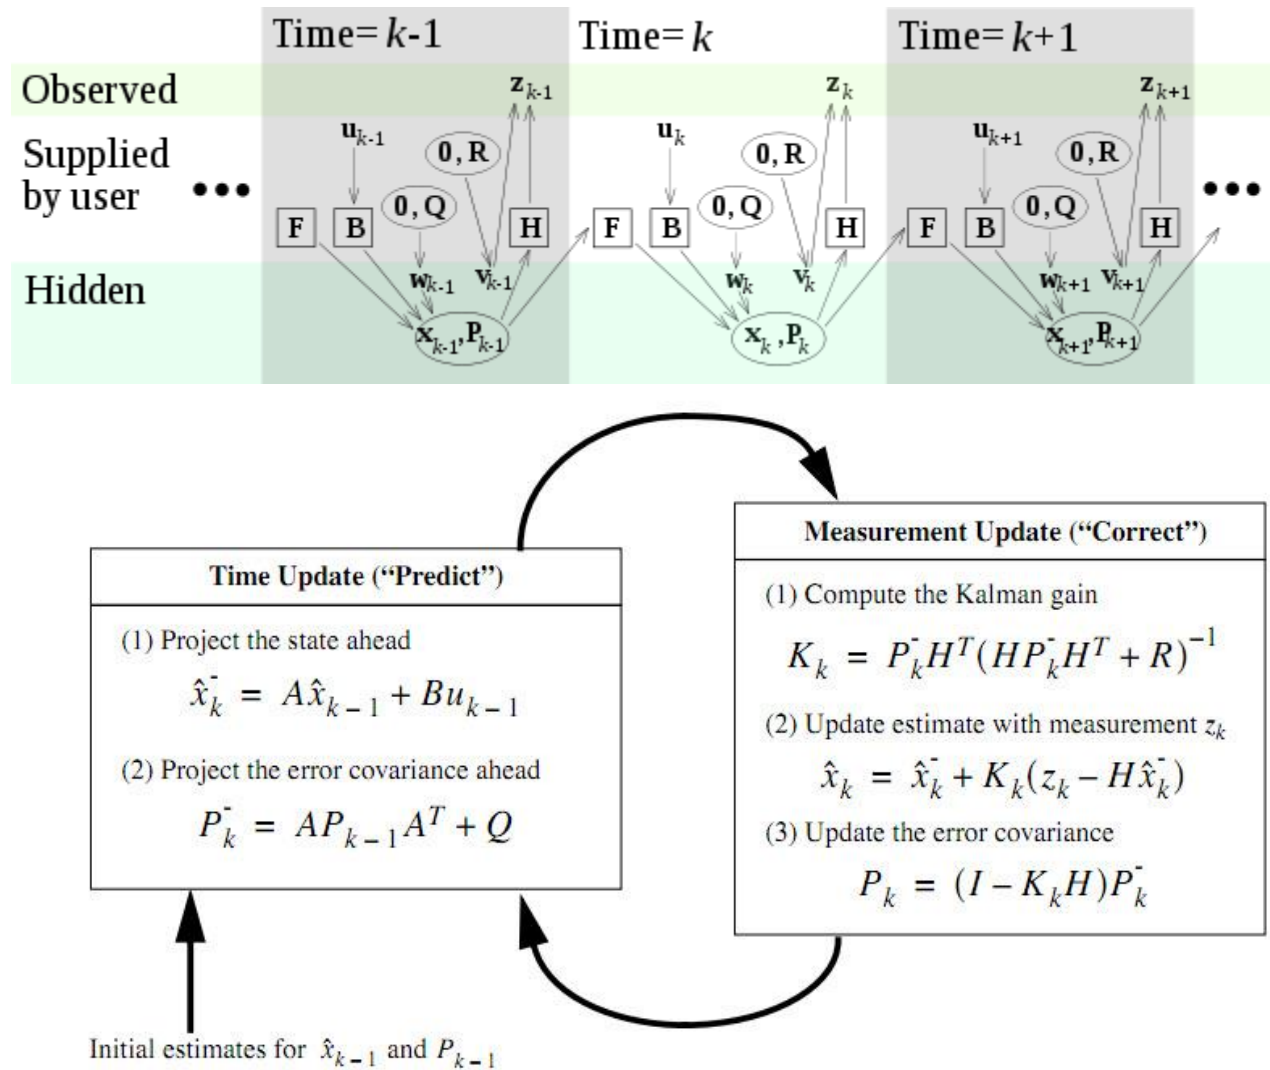 Time= k-1 Time= k Time= k+1
Observed z_{k-1} z_k z_{k+1}
u_{k-1} u_k u_{k+1}
Supplied 0, R 0, R 0, R
by user ••• 0, Q 0, Q 0, Q •••
F B H F B H F B H
Hidden w_{k-1} v_{k-1} w_k v_k w_{k+1} v_{k+1}
x_{k-1},P_{k-1} x_k,P_k x_{k+1},P_{k+1}
Time Update (“Predict”)
(1) Project the state ahead
x̂_k^- = Ax̂_{k-1} + Bu_{k-1}
(2) Project the error covariance ahead
P_k^- = AP_{k-1}A^T + Q
Initial estimates for x̂_{k-1} and P_{k-1}
Measurement Update (“Correct”)
(1) Compute the Kalman gain
K_k = P_k^- H^T(HP_k^- H^T + R)^{-1}
(2) Update estimate with measurement z_k
x̂_k = x̂_k^- + K_k(z_k - Hx̂_k^-)
(3) Update the error covariance
P_k = (I - K_kH)P_k^-